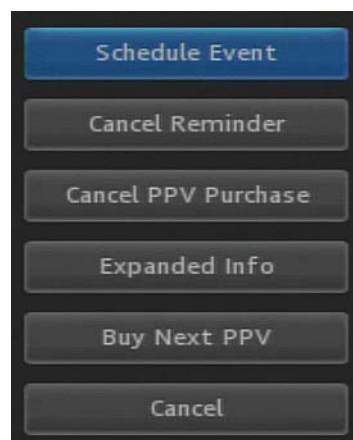 Schedule Event
Cancel Reminder
Cancel PPV Purchase
Expanded Info
Buy Next PPV
Cancel